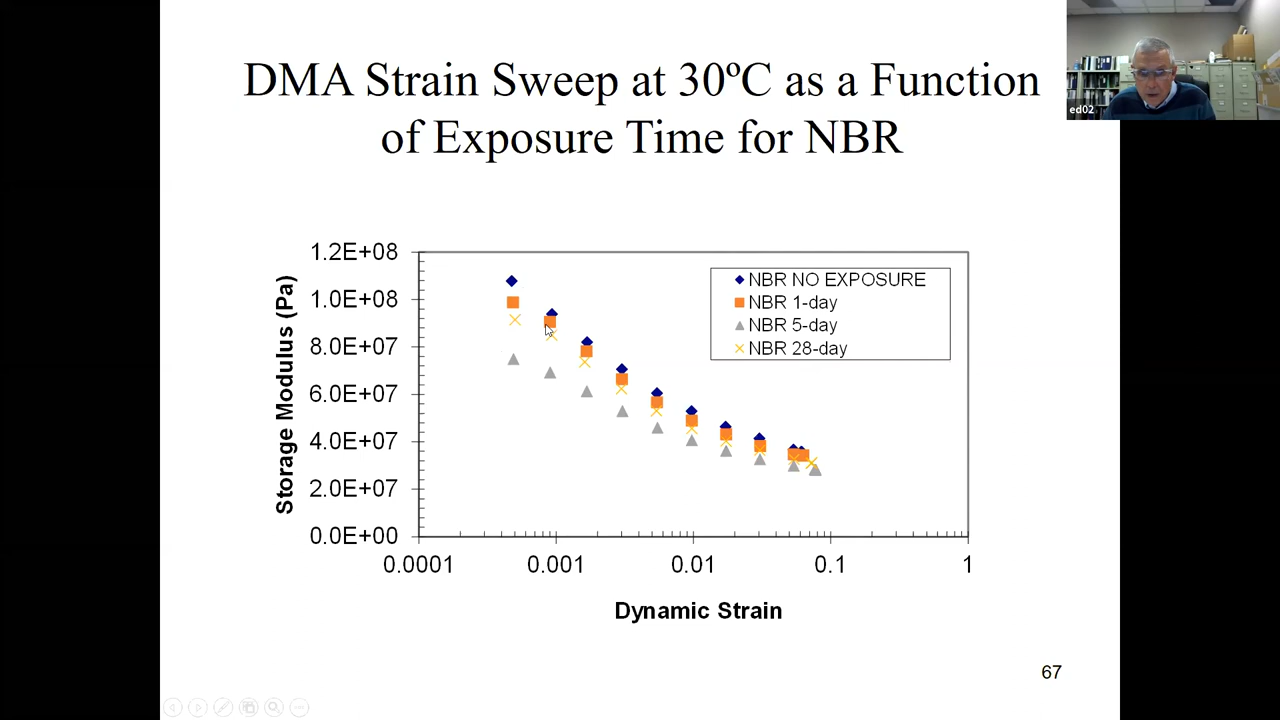 DMA Strain Sweep at 30ºC as a Function
of Exposure Time for NBR
ed02
1.2E+08
1.0E+08
8.0E+07
6.0E+07
4.0E+07
2.0E+07
0.0E+00
Storage Modulus (Pa)
NBR NO EXPOSURE
NBR 1-day
NBR 5-day
NBR 28-day
0.0001 0.001 0.01 0.1 1
Dynamic Strain
67